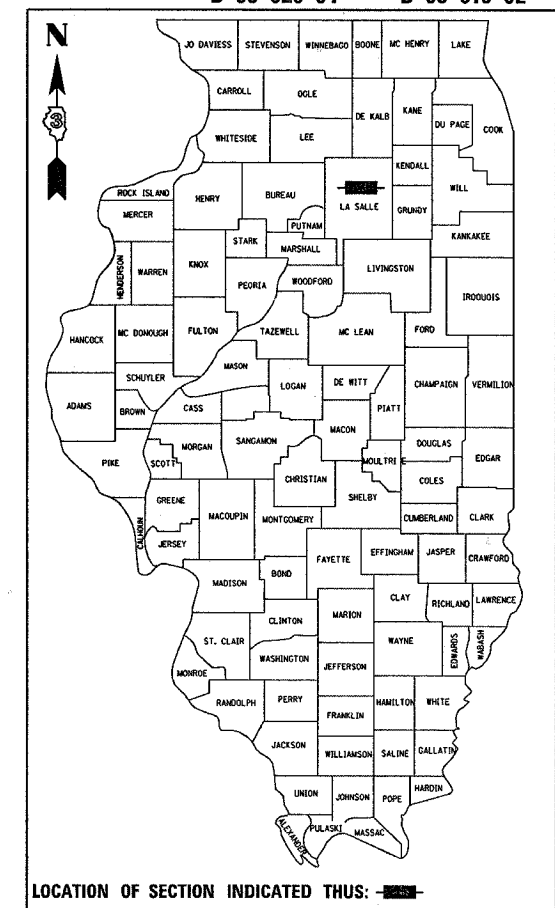 N
JO DAVIESS STEVENSON WINNEBAGO BOONE MC HENRY LAKE
CARROLL OGLE
DE KALB KANE
DU PAGE COOK
WHITESIDE LEE
KENDALL
WILL
ROCK ISLAND HENRY BUREAU
LA SALLE GRUNDY
MERCER PUTNAM
KANKAKEE
STARK MARSHALL
HENDERSON WARREN KNOX LIVINGSTON
PEORIA WOODFORD IROQUOIS
HANCOCK MC DONOUGH FULTON TAZEWELL MC LEAN FORD
MASON
SCHUYLER LOGAN DE WITT CHAMPAIGN VERMILION
ADAMS BROWN CASS PIATT
MACON
MORGAN SANGAMON DOUGLAS
PIKE SCOTT MOULTRIE EDGAR
CHRISTIAN COLES
SHELBY
GREENE MACOUPIN MONTGOMERY CUMBERLAND CLARK
CALHOUN JERSEY
FAYETTE EFFINGHAM JASPER CRAWFORD
MADISON BOND
CLAY RICHLAND LAWRENCE
CLINTON MARION
ST. CLAIR WAYNE EDWARDS WABASH
WASHINGTON JEFFERSON
MONROE
RANDOLPH PERRY HAMILTON WHITE
FRANKLIN
JACKSON WILLIAMSON SALINE GALLATIN
UNION JOHNSON POPE HARDIN
ALEXANDER PULASKI MASSAC
LOCATION OF SECTION INDICATED THUS: